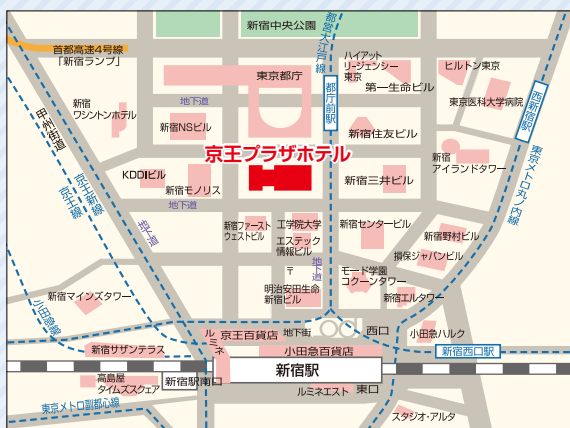 新宿中央公園
都営大江戸線
首都高速4号線
「新宿ランプ」
東京都庁
ハイアット
リージェンシー
東京
第一生命ビル
ヒルトン東京
東京医科大学病院
西新宿駅
地下道
都庁前駅
新宿
ワシントンホテル
新宿NSビル
新宿住友ビル
甲州街道
京王プラザホテル
新宿
アイランドタワー
東京メトロ丸ノ内線
KDDIビル
新宿モノリス
新宿三井ビル
京王新線
京王線
地下道
地下道
新宿ファースト
ウェストビル
工学院大学
エステック
情報ビル
新宿センタービル
新宿野村ビル
損保ジャパンビル
地下道
〒
モード学園
コクーンタワー
明治安田生命
新宿ビル
新宿エルタワー
新宿マインズタワー
小田急線
ルミネ
京王百貨店
地下街
西口
小田急ハルク
新宿サザンテラス
小田急百貨店
新宿西口駅
新宿駅
高島屋
タイムズスクェア
新宿駅南口
ルミネエスト
東口
東京メトロ副都心線
スタジオ・アルタ